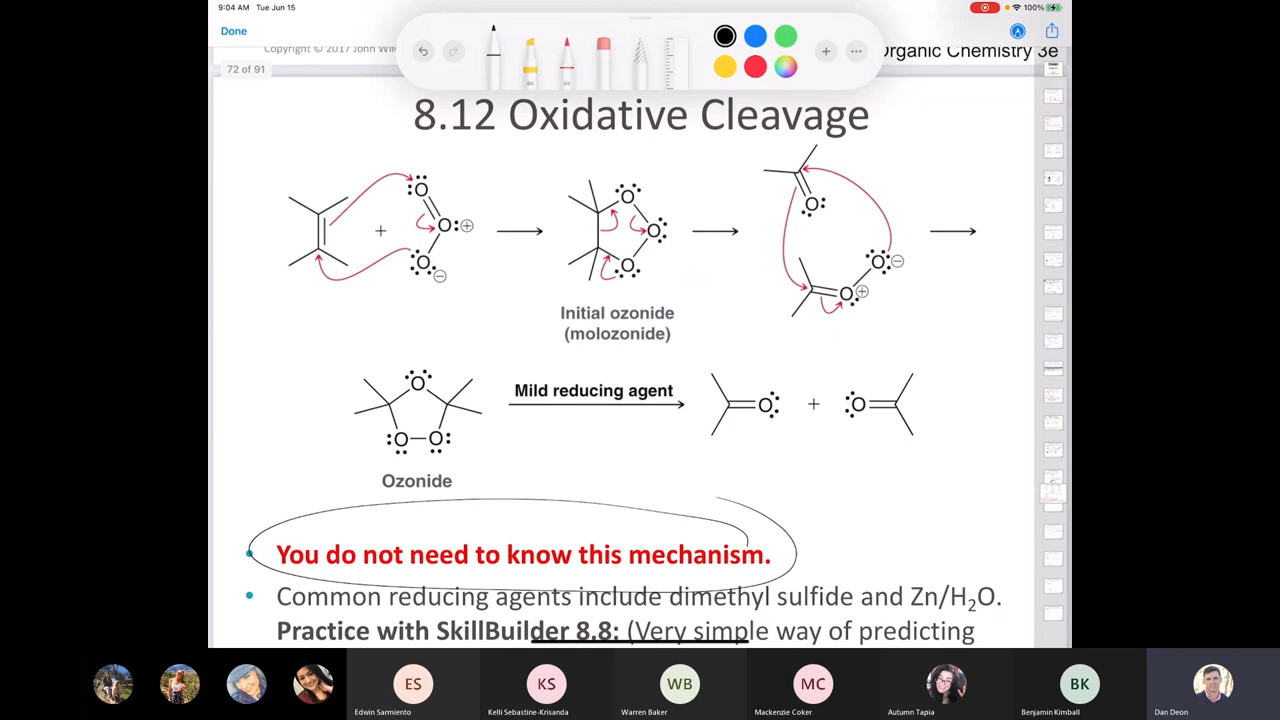 9:04 AM Tue Jun 15
100%
Done
Copyright © 2017 John
Organic Chemistry 3e
72 of 91
80
50
8.12 Oxidative Cleavage
+
O
O
O
⊕
⊖
O
O
O
O
O
O
⊖
⊕
Initial ozonide
(molozonide)
O
O
O
Mild reducing agent
O
+
O
Ozonide
• You do not need to know this mechanism.
• Common reducing agents include dimethyl sulfide and Zn/H₂O.
Practice with SkillBuilder 8.8: (Very simple way of predicting
ES
KS
WB
MC
BK
Edwin Sarmiento
Kelli Sebastine-Krisanda
Warren Baker
Mackenzie Coker
Autumn Tapia
Benjamin Kimball
Dan Deon